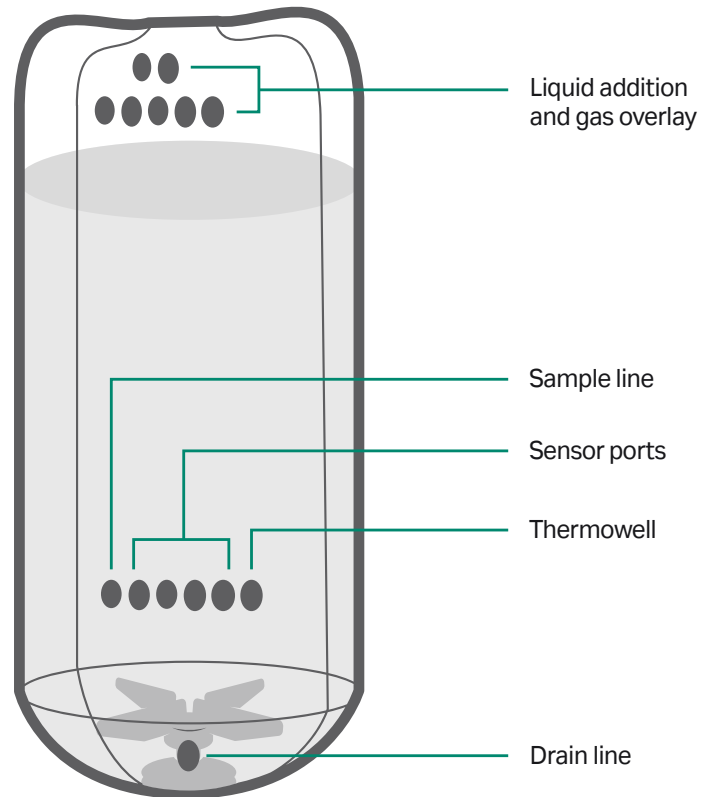 Liquid addition
and gas overlay
Sample line
Sensor ports
Thermowell
Drain line